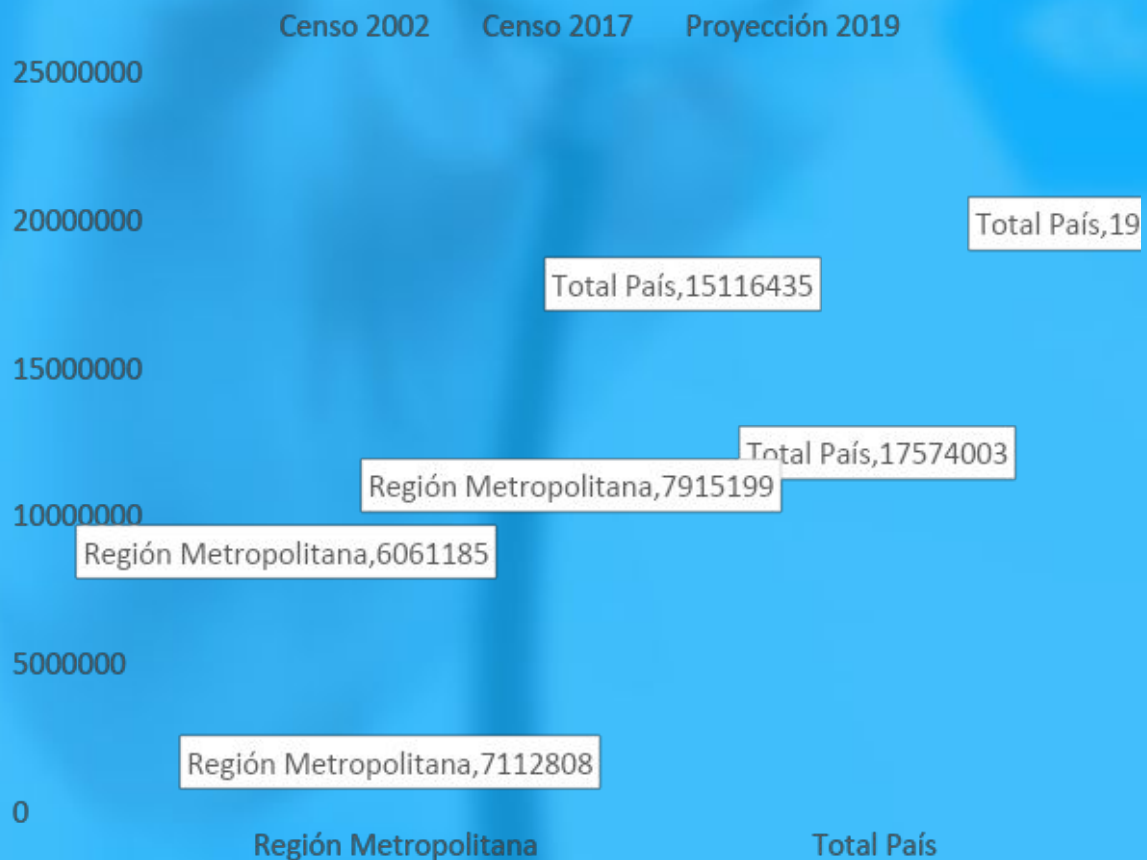 Censo 2002 Censo 2017 Proyección 2019
25000000
20000000
Total País,19
Total País,15116435
15000000
Total País,17574003
Región Metropolitana,7915199
10000000
Región Metropolitana,6061185
5000000
Región Metropolitana,7112808
0
Región Metropolitana Total País